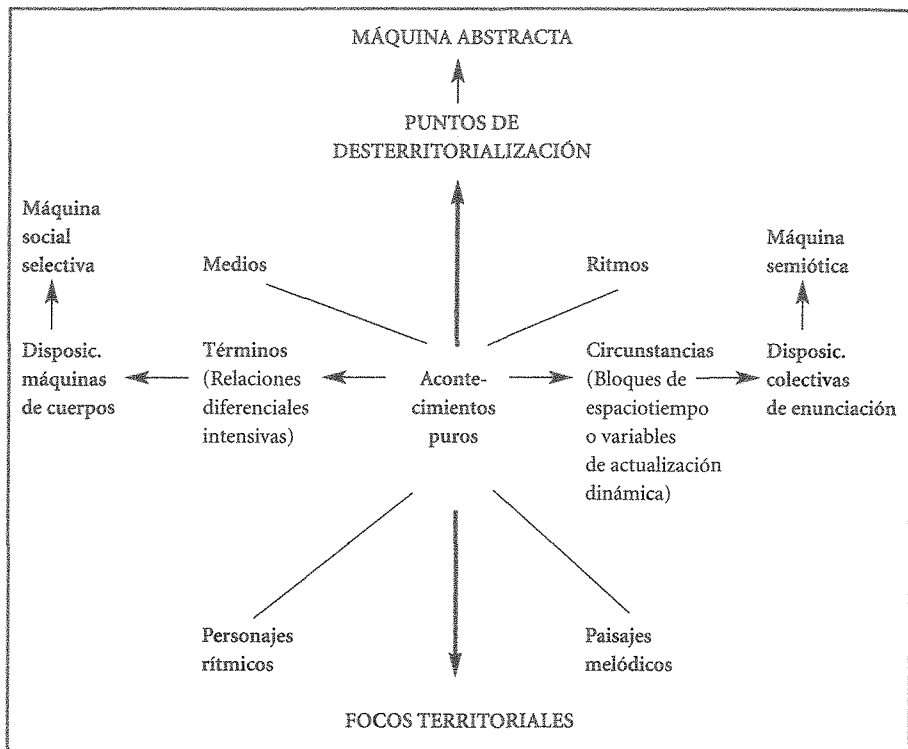 MÁQUINA ABSTRACTA
PUNTOS DE
DESTERRITORIALIZACIÓN
Máquina
social
selectiva
Medios
Ritmos
Máquina
semiótica
Disposic.
máquinas
de cuerpos
Términos
(Relaciones
diferenciales
intensivas)
Aconte-
cimientos
puros
Circunstancias
(Bloques de
espaciotiempo
o variables
de actualización
dinámica)
Disposic.
colectivas
de enunciación
Personajes
rítmicos
Paisajes
melódicos
FOCOS TERRITORIALES